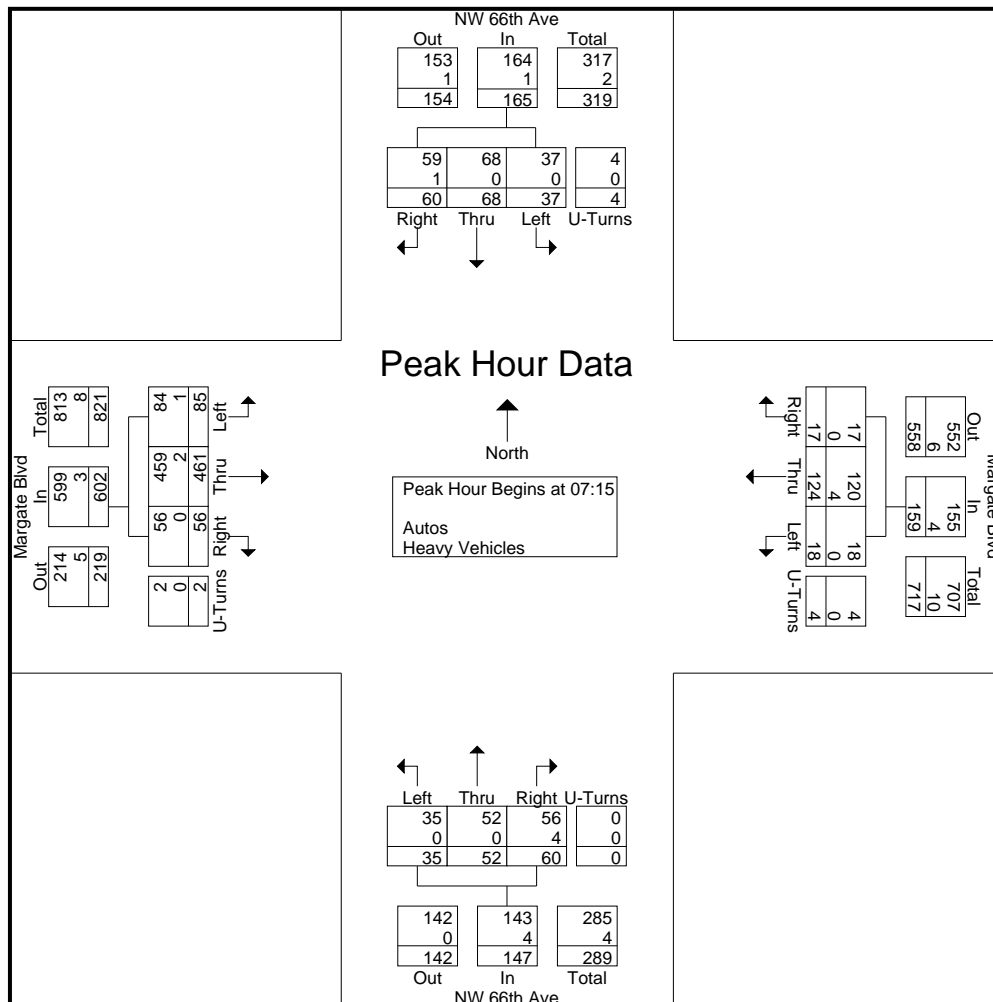 NW 66th Ave
Out In Total
153 164 317
1 1 2
154 165 319
59 68 37 4
1 0 0 0
60 68 37 4
Right Thru Left U-Turns
Peak Hour Data
North
Peak Hour Begins at 07:15
Autos
Heavy Vehicles
Margate Blvd
Out In Total
214 599 813
5 3 8
219 602 821
2 56 459 84
0 0 2 1
2 56 461 85
U-Turns Right Thru Left
Margate Blvd
Out In Total
552 155 707
6 4 10
558 159 717
17 120 18 4
0 4 0 0
17 124 18 4
Right Thru Left U-Turns
Left Thru Right U-Turns
35 52 56 0
0 0 4 0
35 52 60 0
142 143 285
0 4 4
142 147 289
Out In Total
NW 66th Ave